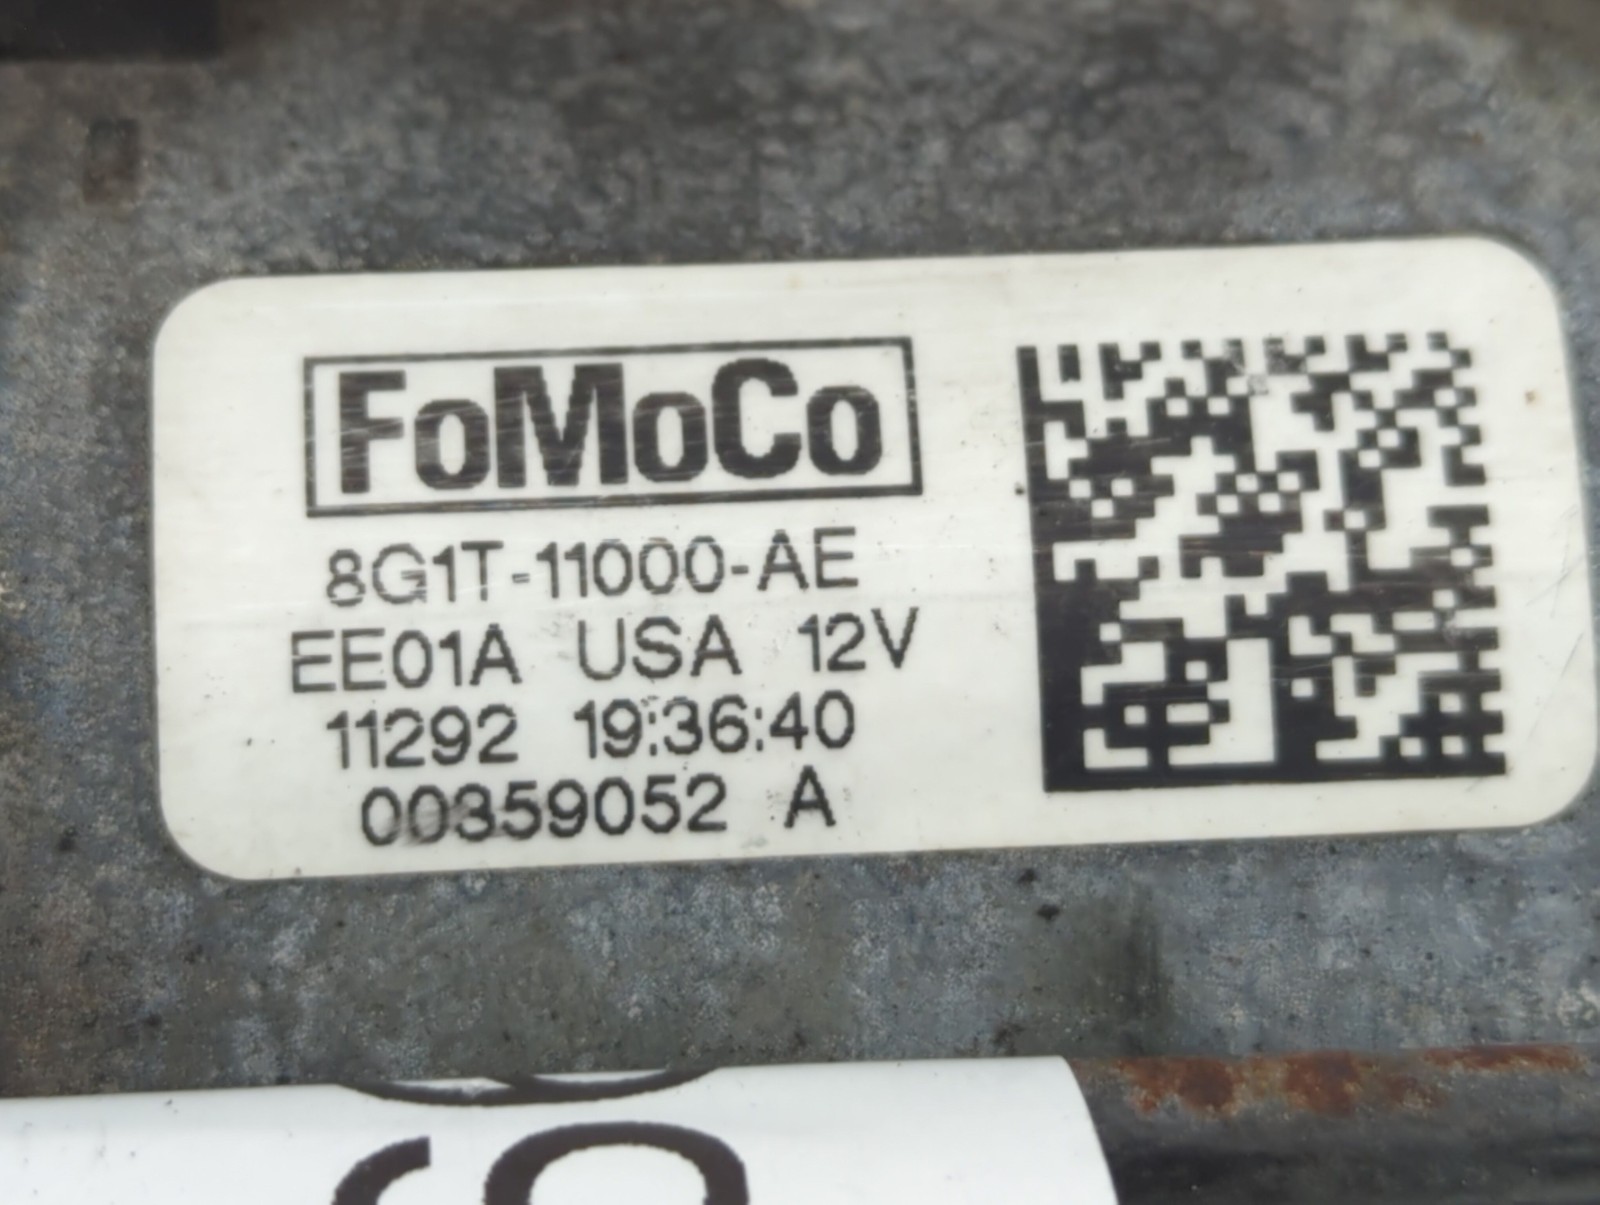 FoMoCo
8G1T-11000-AE
EE01A USA 12V
11292 19:36:40
00359052 A